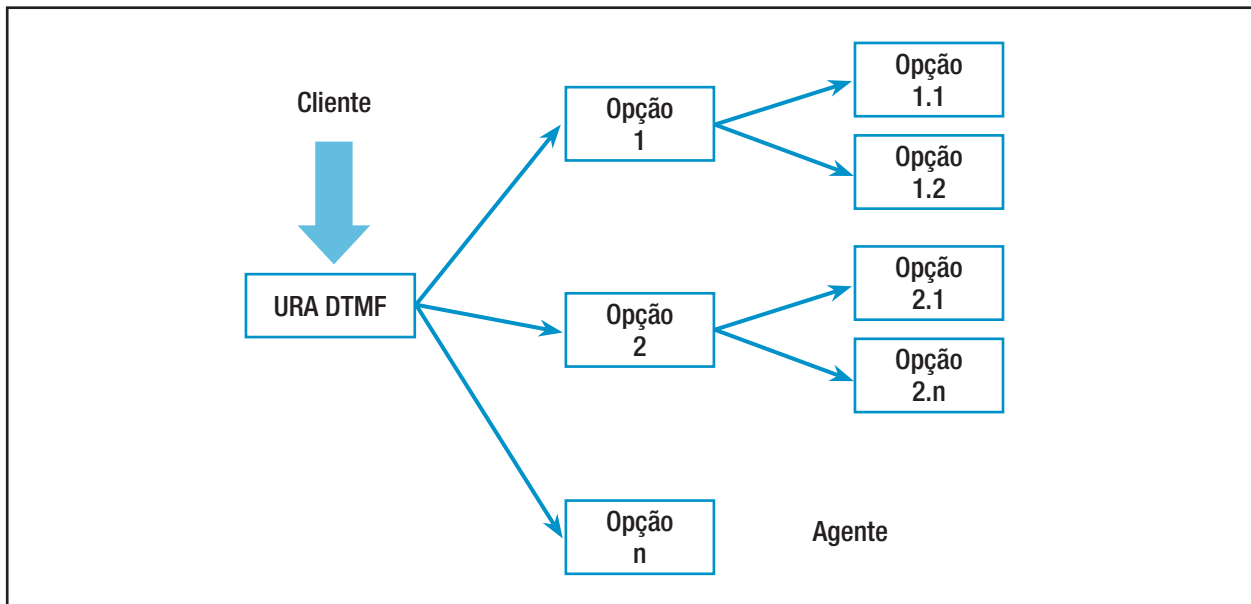 Cliente
URA DTMF
Opção
1
Opção
1.1
Opção
1.2
Opção
2
Opção
2.1
Opção
2.n
Opção
n
Agente